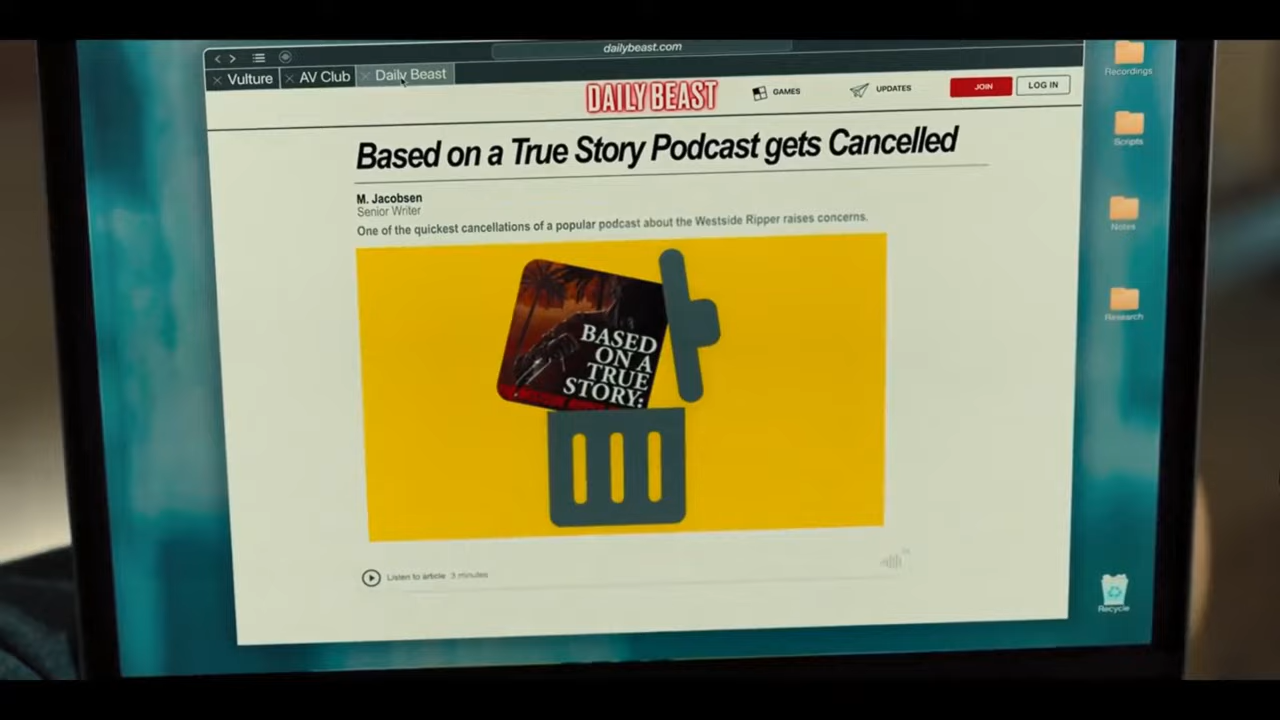 dailybeast.com
Vulture
AV Club
Daily Beast
DAILY BEAST
GAMES
UPDATES
JOIN
LOG IN
Based on a True Story Podcast gets Cancelled
M. Jacobsen
Senior Writer
One of the quickest cancellations of a popular podcast about the Westside Ripper raises concerns.
BASED
ON A
TRUE
STORY:
Listen to article 3 minutes
Recordings
Scripts
Notes
Research
Recycle